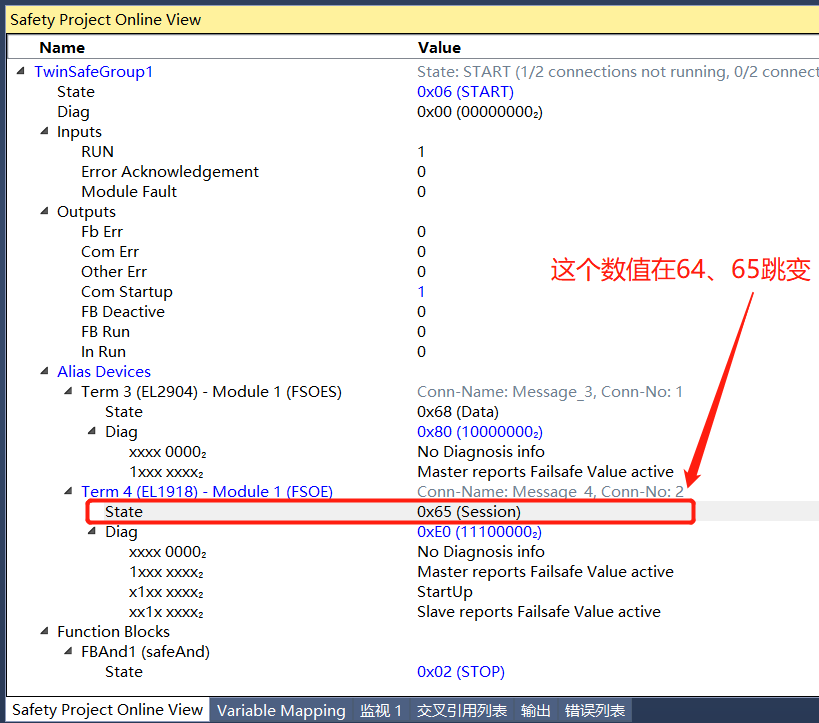 Safety Project Online View
Name Value
TwinSafeGroup1 State: START (1/2 connections not running, 0/2 connect
State 0x06 (START)
Diag 0x00 (00000000₂)
Inputs
RUN 1
Error Acknowledgement 0
Module Fault 0
Outputs
Fb Err 0
Com Err 0
Other Err 0
Com Startup 1
FB Deactive 0
FB Run 0
In Run 0
这个数值在64、65跳变
Alias Devices
Term 3 (EL2904) - Module 1 (FSOES) Conn-Name: Message_3, Conn-No: 1
State 0x68 (Data)
Diag 0x80 (10000000₂)
xxxx 0000₂ No Diagnosis info
1xxx xxxx₂ Master reports Failsafe Value active
Term 4 (EL1918) - Module 1 (FSOE) Conn-Name: Message_4, Conn-No: 2
State 0x65 (Session)
Diag 0xE0 (11100000₂)
xxxx 0000₂ No Diagnosis info
1xxx xxxx₂ Master reports Failsafe Value active
x1xx xxxx₂ StartUp
xx1x xxxx₂ Slave reports Failsafe Value active
Function Blocks
FBAnd1 (safeAnd)
State 0x02 (STOP)
Safety Project Online View Variable Mapping 监视 1 交叉引用列表 输出 错误列表